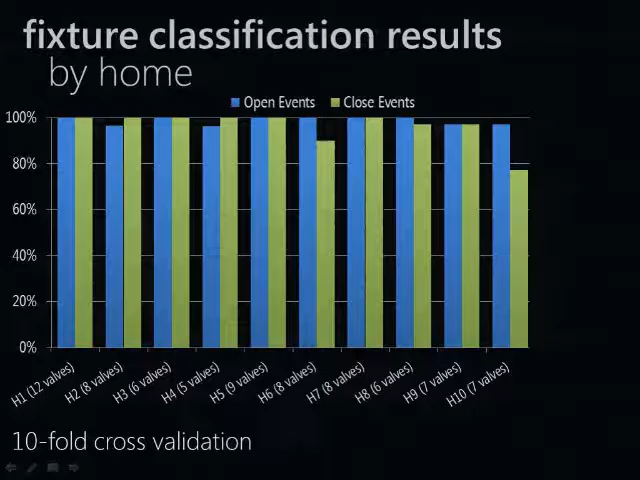 fixture classification results
by home
Open Events Close Events
100%
80%
60%
40%
20%
0%
H1 (12 valves) H2 (8 valves) H3 (6 valves) H4 (5 valves) H5 (9 valves) H6 (8 valves) H7 (8 valves) H8 (6 valves) H9 (7 valves) H10 (7 valves)
10-fold cross validation